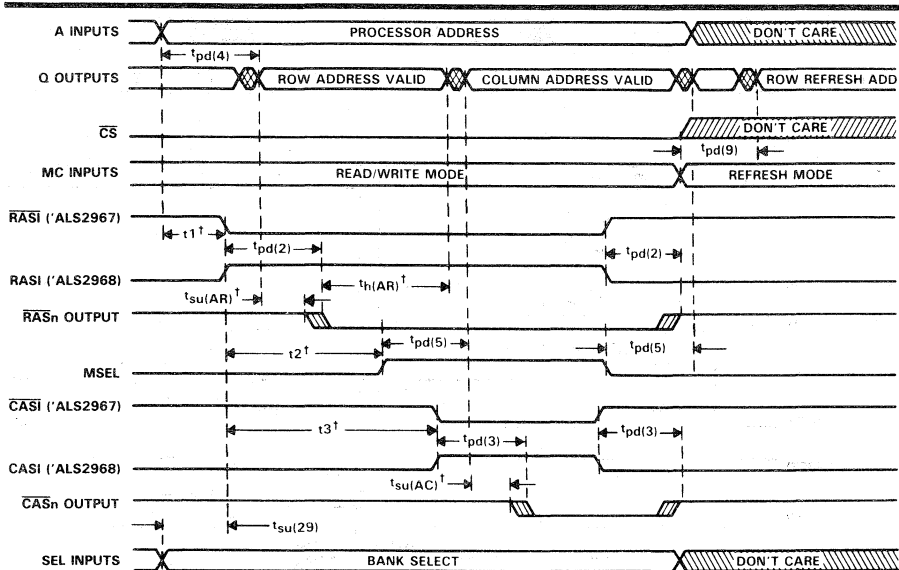 A INPUTS
PROCESSOR ADDRESS
DON'T CARE
tpd(4)
Q OUTPUTS
ROW ADDRESS VALID
COLUMN ADDRESS VALID
ROW REFRESH ADD
CS
DON'T CARE
tpd(9)
MC INPUTS
READ/WRITE MODE
REFRESH MODE
RASI ('ALS2967)
t1†
tpd(2)
tpd(2)
RASI ('ALS2968)
th(AR)†
tsu(AR)†
RASn OUTPUT
t2†
tpd(5)
tpd(5)
MSEL
CASI ('ALS2967)
t3†
tpd(3)
tpd(3)
CASI ('ALS2968)
tsu(AC)†
CASn OUTPUT
tsu(29)
SEL INPUTS
BANK SELECT
DON'T CARE